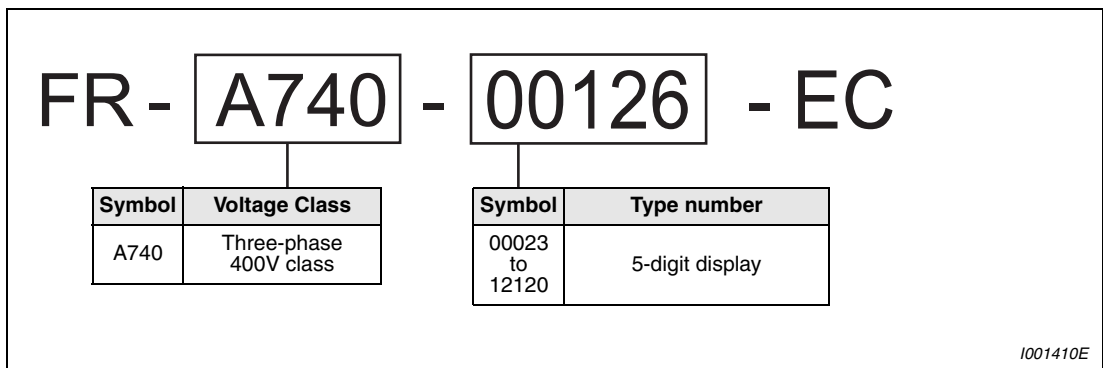 FR - A740 - 00126 - EC
Symbol Voltage Class
A740 Three-phase
400V class
Symbol Type number
00023
to
12120
5-digit display
I001410E